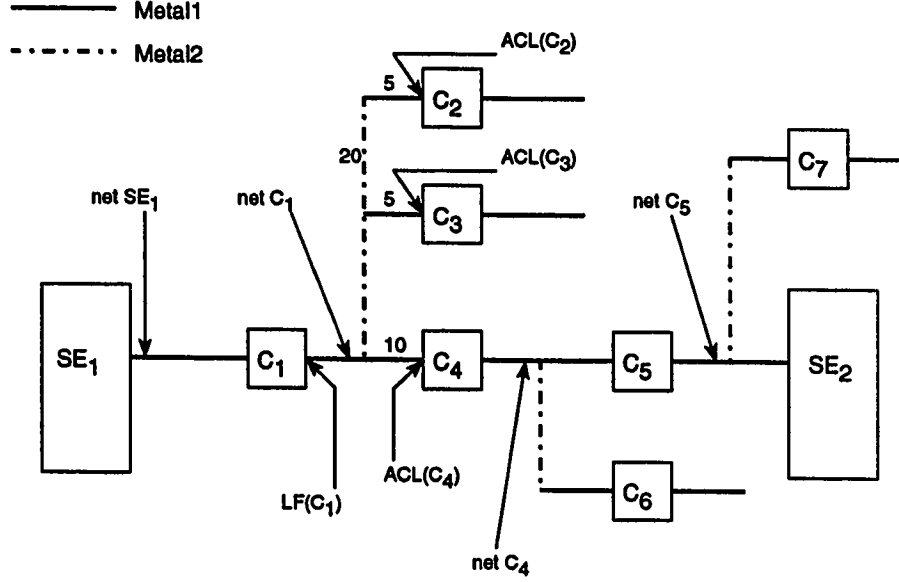 Metal1
Metal2
ACL(C2)
5
C2
20
ACL(C3)
5
C3
C7
net SE1
net C1
net C5
SE1
C1
10
C4
C5
SE2
LF(C1)
ACL(C4)
C6
net C4